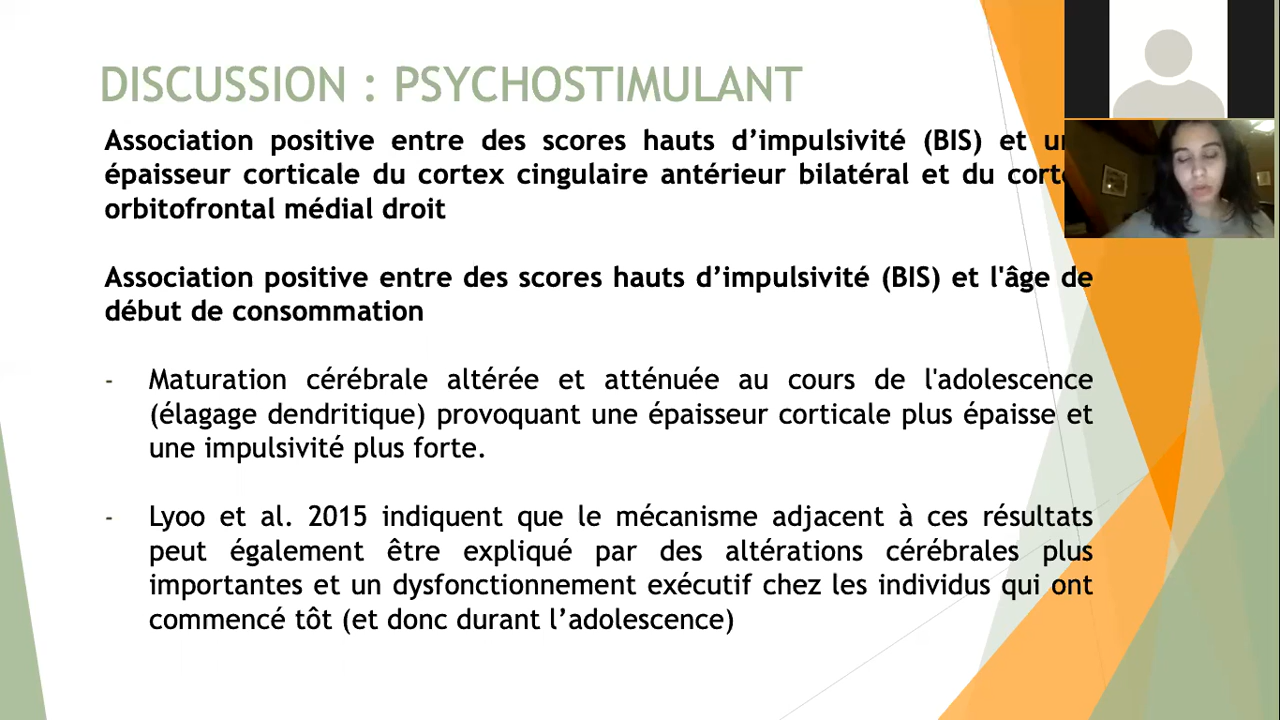 DISCUSSION : PSYCHOSTIMULANT
Association positive entre des scores hauts d’impulsivité (BIS) et
épaisseur corticale du cortex cingulaire antérieur bilatéral et du
orbitofrontal médial droit
Association positive entre des scores hauts d’impulsivité (BIS) et l'âge de
début de consommation
- Maturation cérébrale altérée et atténuée au cours de l'adolescence
(élagage dendritique) provoquant une épaisseur corticale plus épaisse et
une impulsivité plus forte.
- Lyoo et al. 2015 indiquent que le mécanisme adjacent à ces résultats
peut également être expliqué par des altérations cérébrales plus
importantes et un dysfonctionnement exécutif chez les individus qui ont
commencé tôt (et donc durant l’adolescence)